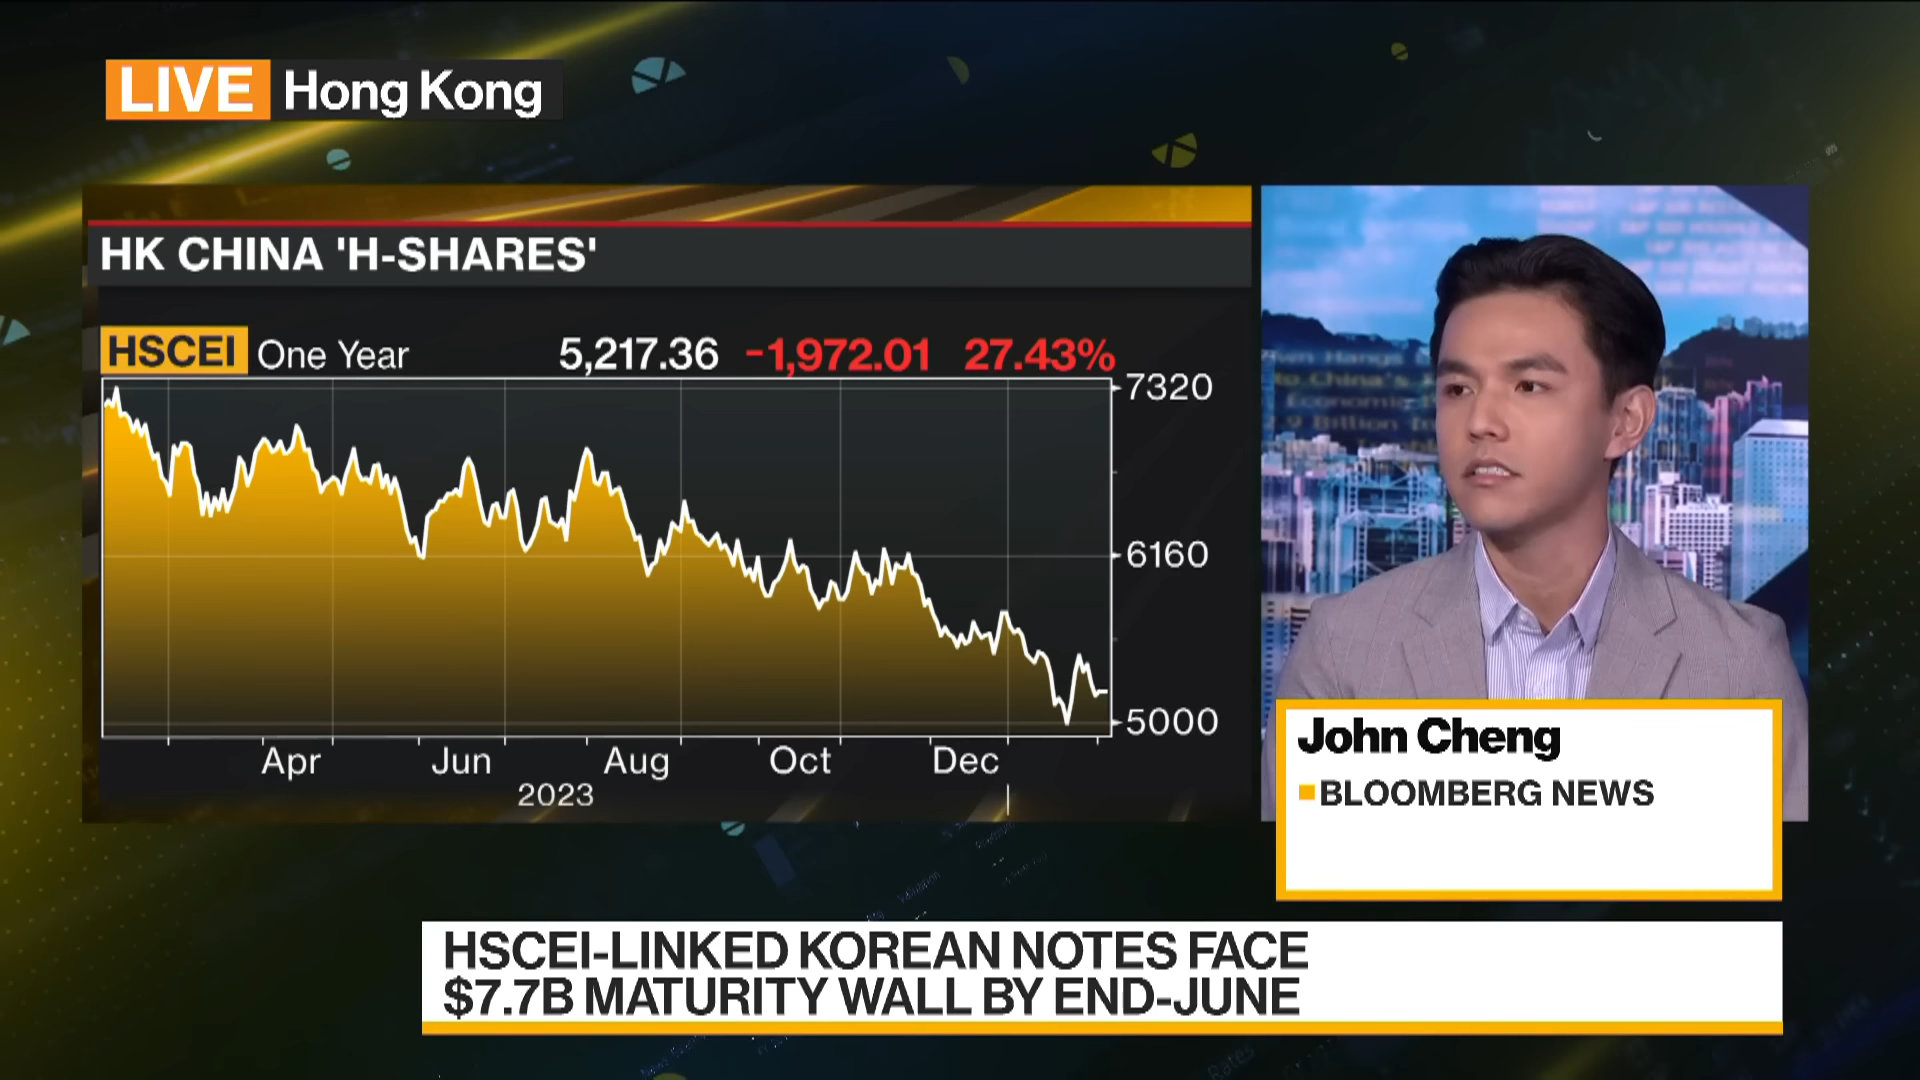 LIVE Hong Kong
HK CHINA 'H-SHARES'
HSCEI One Year 5,217.36 -1,972.01 27.43%
7320
6160
5000
Apr Jun Aug Oct Dec
2023
John Cheng
BLOOMBERG NEWS
HSCEI-LINKED KOREAN NOTES FACE
$7.7B MATURITY WALL BY END-JUNE